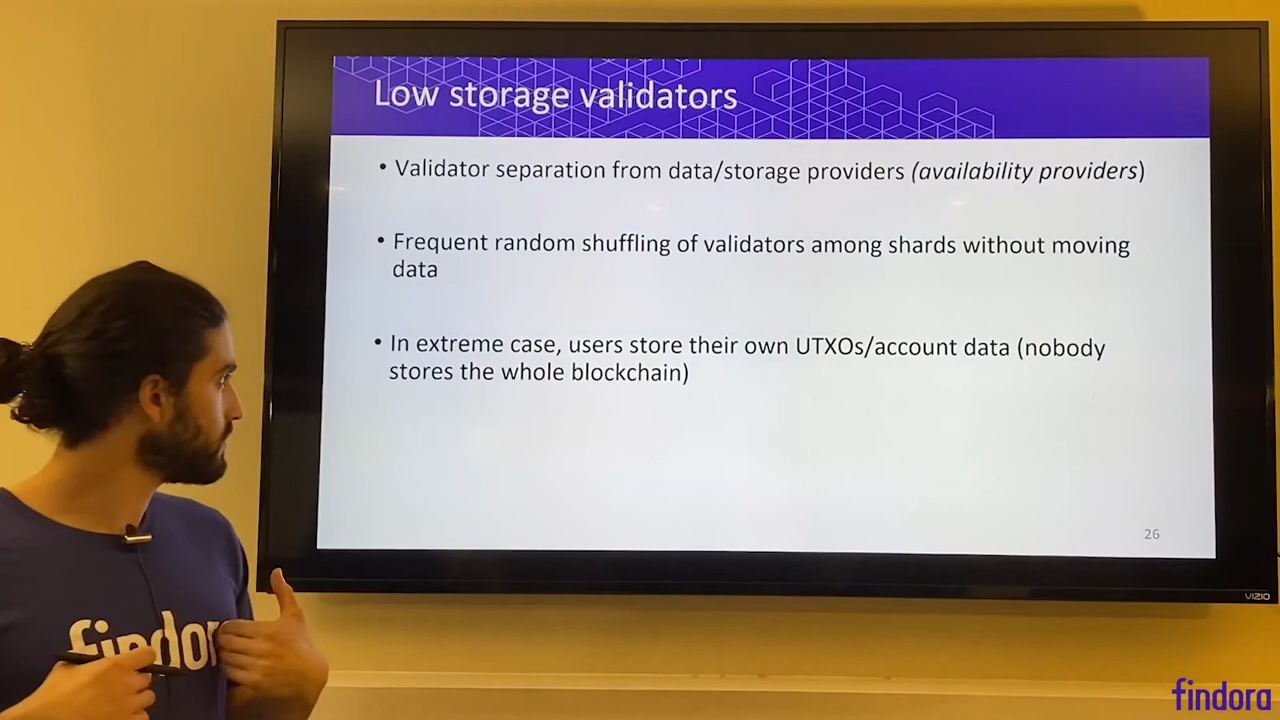 Low storage validators
• Validator separation from data/storage providers (availability providers)
• Frequent random shuffling of validators among shards without moving
data
• In extreme case, users store their own UTXOs/account data (nobody
stores the whole blockchain)
26
VIZIO
findor
findora